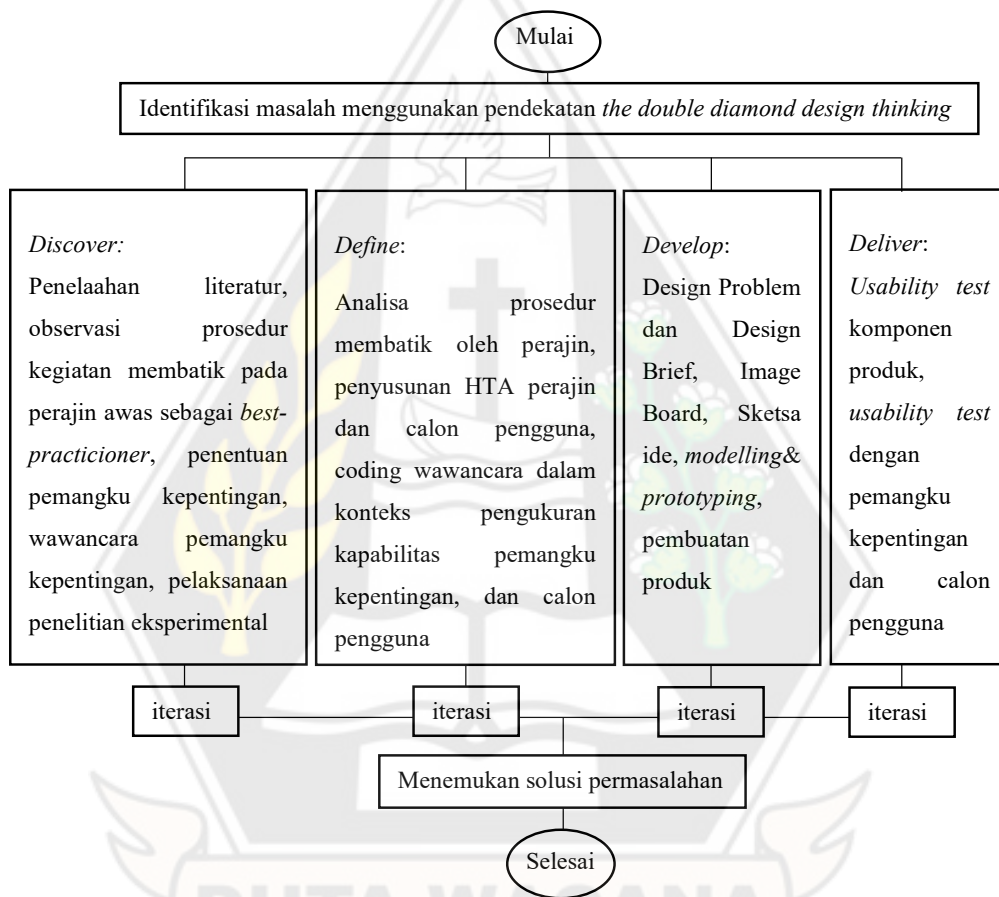 Mulai
Identifikasi masalah menggunakan pendekatan the double diamond design thinking
Discover:
Penelaahan literatur,
observasi prosedur
kegiatan membatik pada
perajin awas sebagai best-
practicioner, penentuan
pemangku kepentingan,
wawancara pemangku
kepentingan, pelaksanaan
penelitian eksperimental
Define:
Analisa prosedur
membatik oleh perajin,
penyusunan HTA perajin
dan calon pengguna,
coding wawancara dalam
konteks pengukuran
kapabilitas pemangku
kepentingan, dan calon
pengguna
Develop:
Design Problem
dan Design
Brief, Image
Board, Sketsa
ide, modelling&
prototyping,
pembuatan
produk
Deliver:
Usability test
komponen
produk,
usability test
dengan
pemangku
kepentingan
dan calon
pengguna
iterasi
iterasi
iterasi
iterasi
Menemukan solusi permasalahan
Selesai
DUTA WACANA